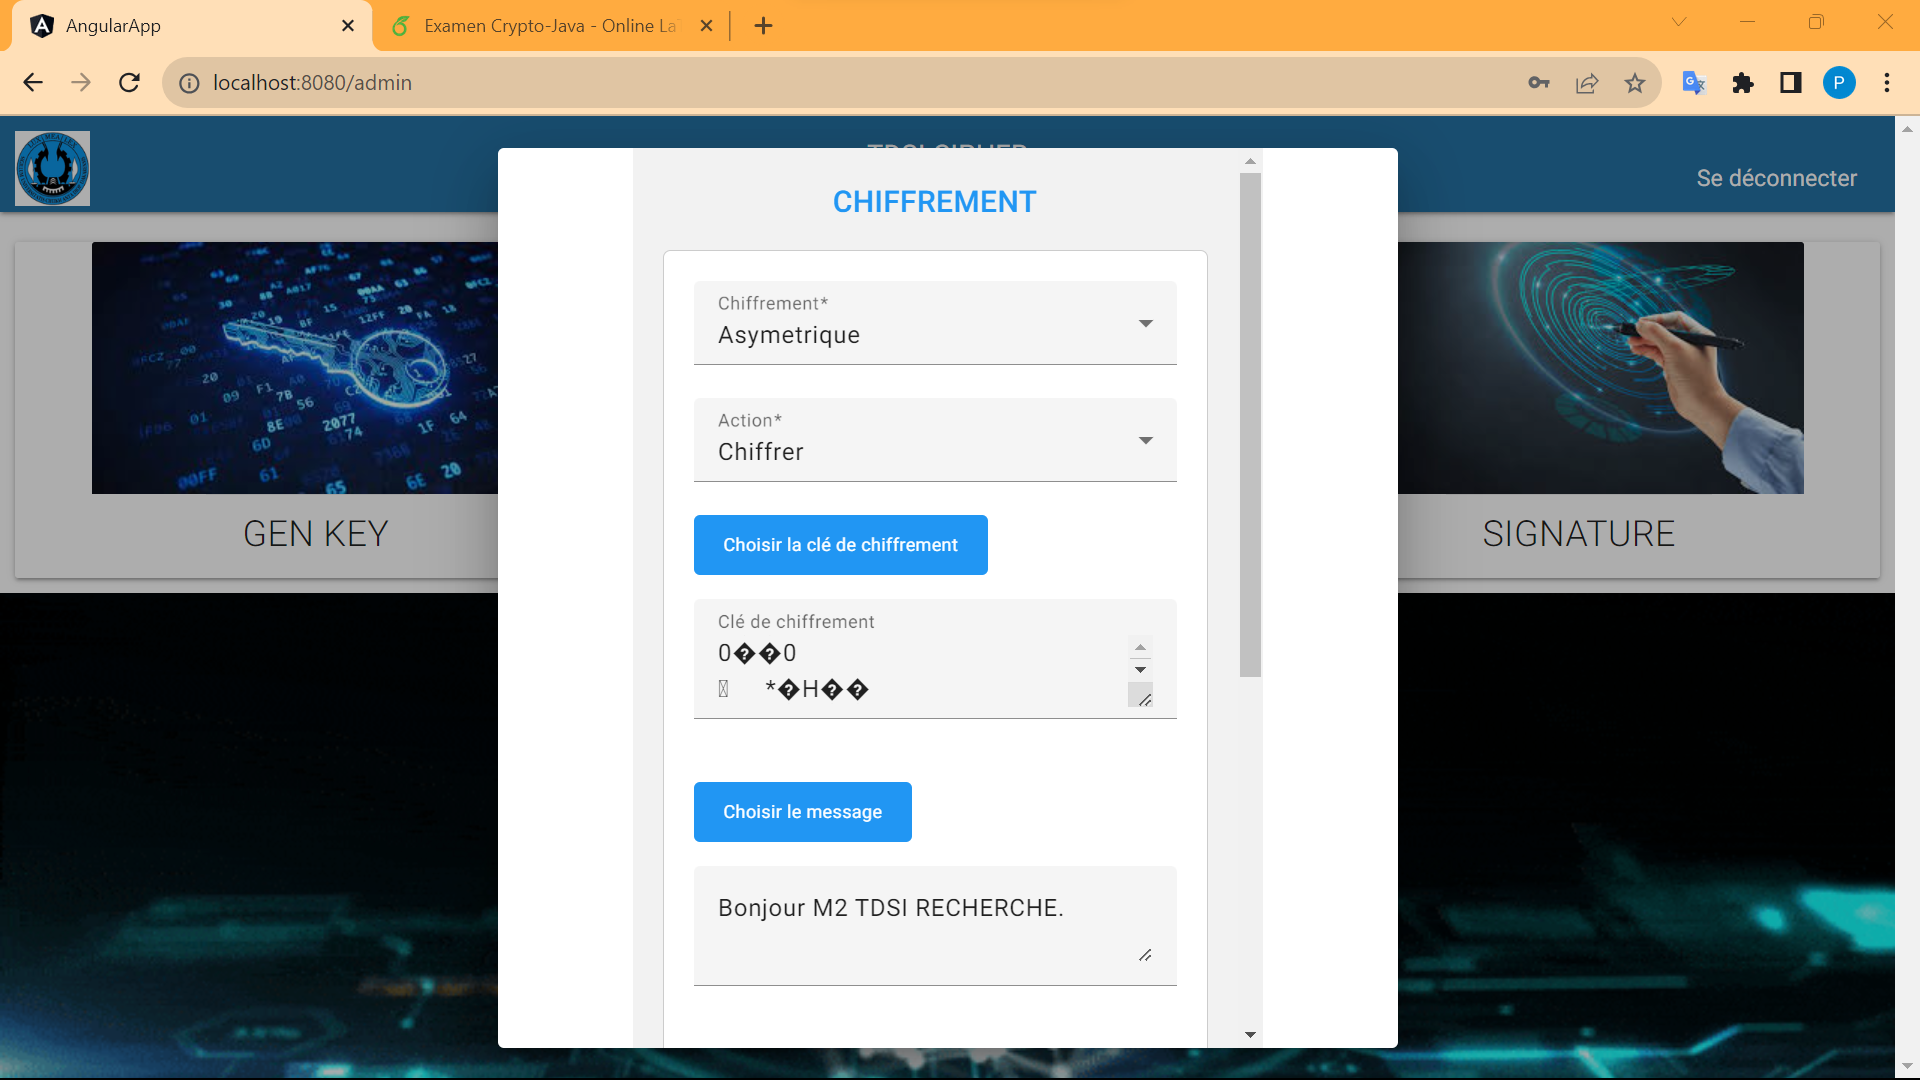 AngularApp
Examen Crypto-Java - Online La
localhost:8080/admin
P
Se déconnecter
CHIFFREMENT
Chiffrement*
Asymetrique
Action*
Chiffrer
Choisir la clé de chiffrement
Clé de chiffrement
0��0
*�H��
Choisir le message
Bonjour M2 TDSI RECHERCHE.
GEN KEY
SIGNATURE